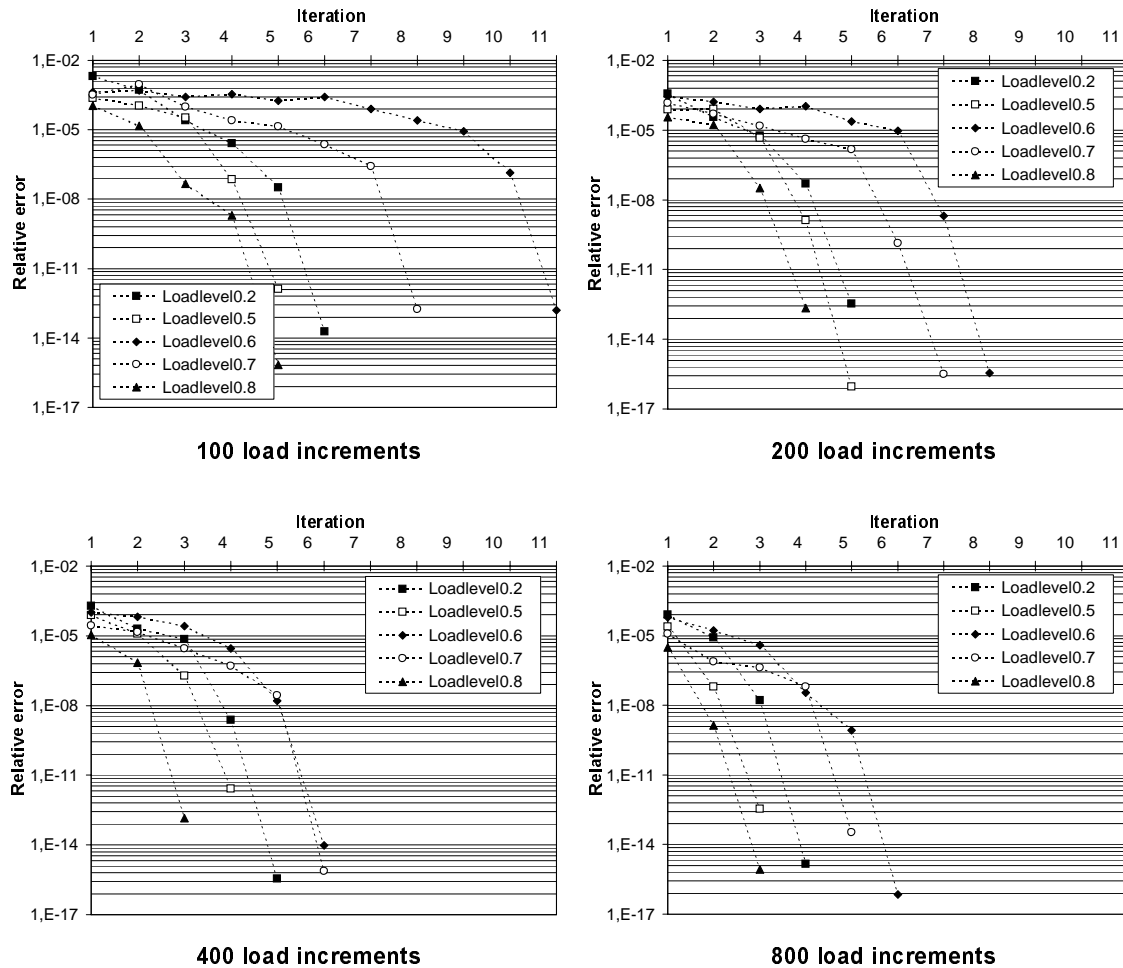 Iteration
1 2 3 4 5 6 7 8 9 10 11
1,E-02
1,E-05
1,E-08
1,E-11
1,E-14
1,E-17
Relative error
Loadlevel0.2
Loadlevel0.5
Loadlevel0.6
Loadlevel0.7
Loadlevel0.8
100 load increments
Iteration
1 2 3 4 5 6 7 8 9 10 11
1,E-02
1,E-05
1,E-08
1,E-11
1,E-14
1,E-17
Relative error
Loadlevel0.2
Loadlevel0.5
Loadlevel0.6
Loadlevel0.7
Loadlevel0.8
200 load increments
Iteration
1 2 3 4 5 6 7 8 9 10 11
1,E-02
1,E-05
1,E-08
1,E-11
1,E-14
1,E-17
Relative error
Loadlevel0.2
Loadlevel0.5
Loadlevel0.6
Loadlevel0.7
Loadlevel0.8
400 load increments
Iteration
1 2 3 4 5 6 7 8 9 10 11
1,E-02
1,E-05
1,E-08
1,E-11
1,E-14
1,E-17
Relative error
Loadlevel0.2
Loadlevel0.5
Loadlevel0.6
Loadlevel0.7
Loadlevel0.8
800 load increments